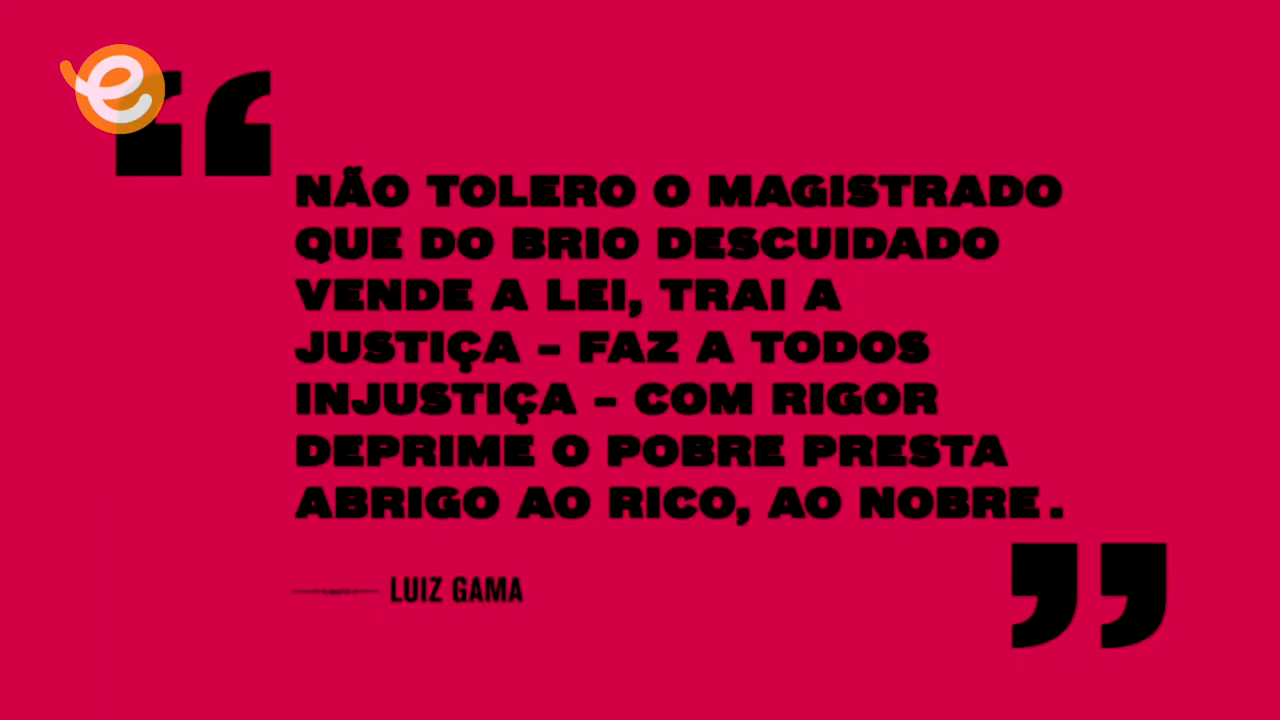 “
NÃO TOLERO O MAGISTRADO
QUE DO BRIO DESCUIDADO
VENDE A LEI, TRAI A
JUSTIÇA – FAZ A TODOS
INJUSTIÇA – COM RIGOR
DEPRIME O POBRE PRESTA
ABRIGO AO RICO, AO NOBRE.
”
LUIZ GAMA
e